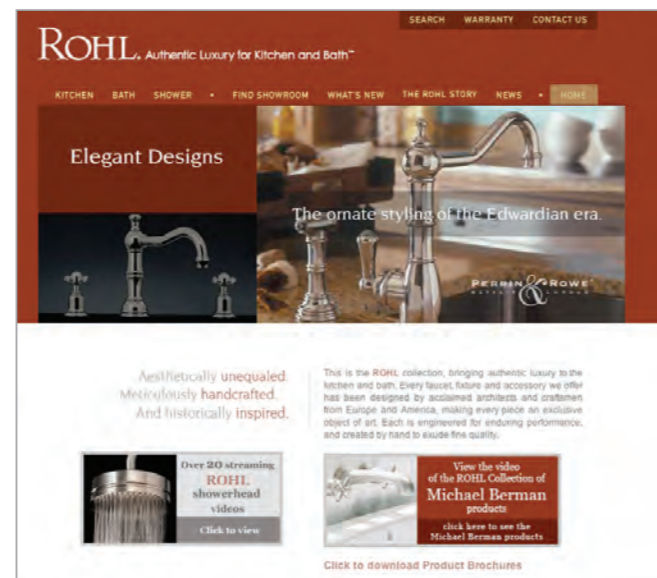 SEARCH WARRANTY CONTACT US
ROHL. Authentic Luxury for Kitchen and Bath™
KITCHEN BATH SHOWER • FIND SHOWROOM WHAT'S NEW THE ROHL STORY NEWS • HOME
Elegant Designs
The ornate styling of the Edwardian era.
PERRIN & ROWE
Aesthetically unequaled.
Meticulously handcrafted.
And historically inspired.
This is the ROHL collection, bringing authentic luxury to the
kitchen and bath. Every faucet, fixture and accessory we offer
has been designed by acclaimed architects and craftsmen
from Europe and America, making every piece an exclusive
object of art. Each is engineered for enduring performance,
and created by hand to exude fine quality.
Over 20 streaming
ROHL
showerhead
videos
Click to view
View the video
of the ROHL Collection of
Michael Berman
products
click here to see the
Michael Berman products
Click to download Product Brochures